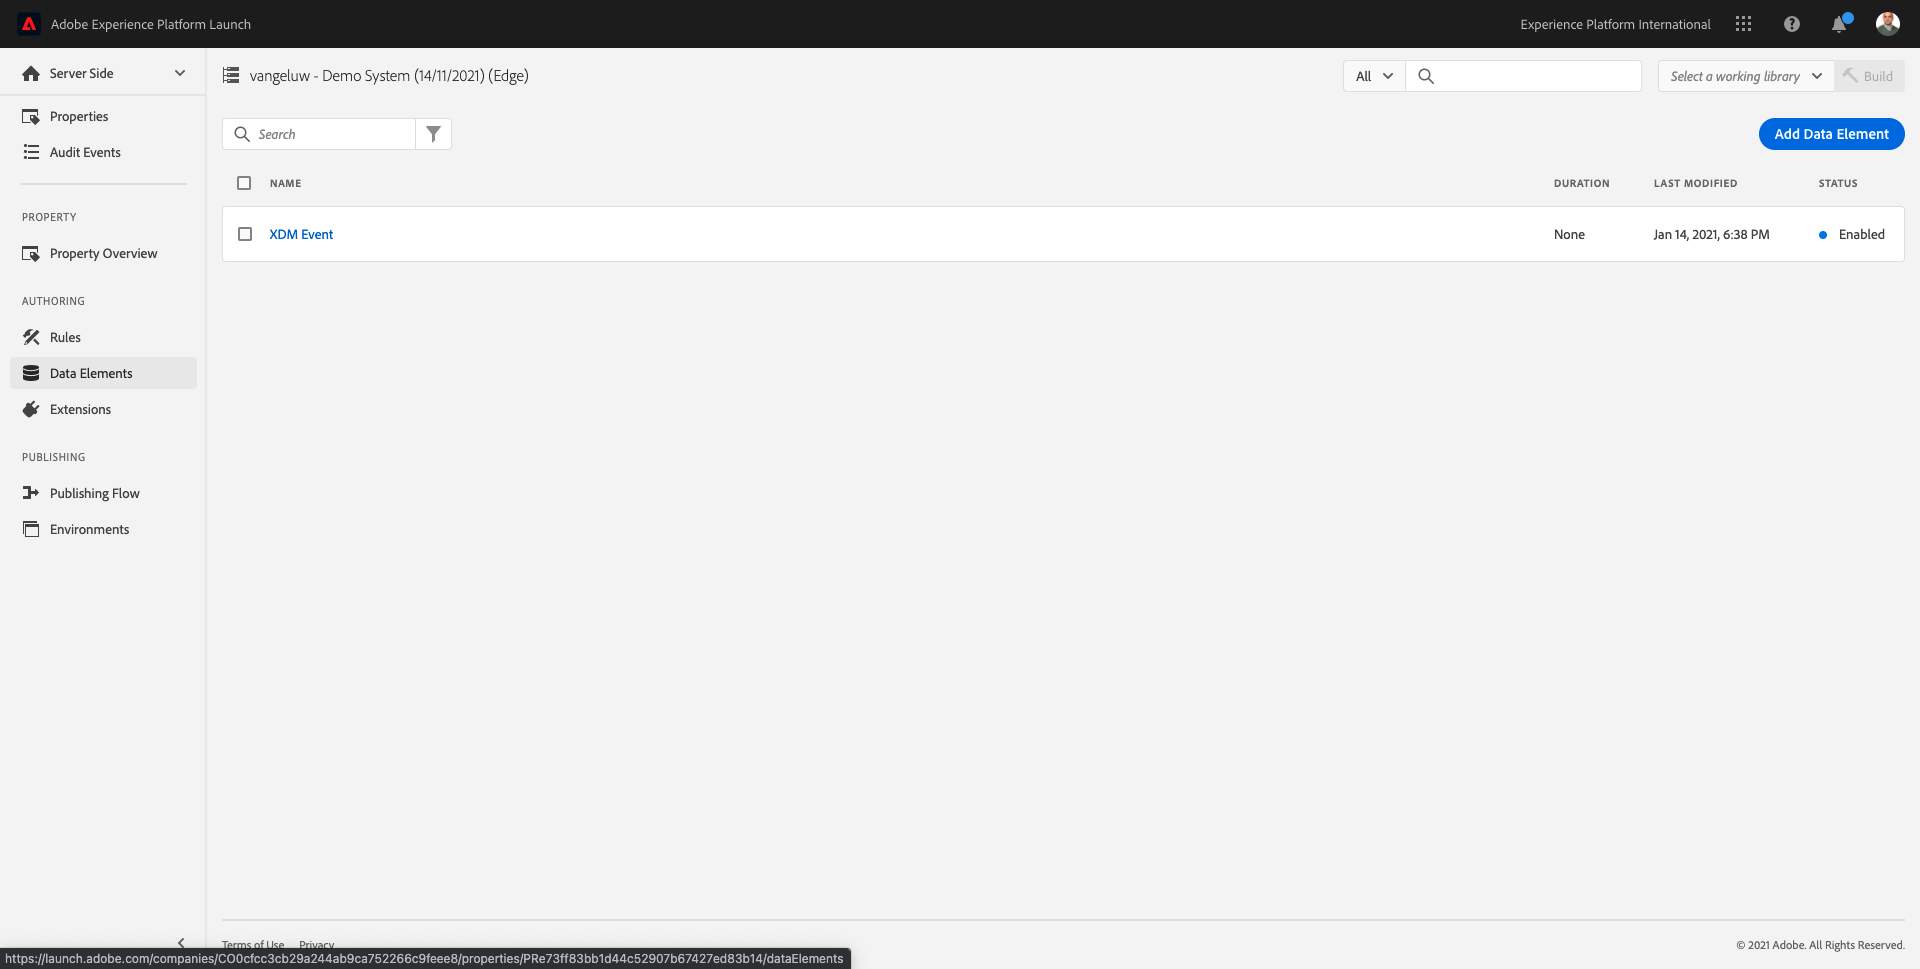 Adobe Experience Platform Launch
Experience Platform International
Server Side
vangeluw - Demo System (14/11/2021) (Edge)
All
Select a working library
Build
Properties
Audit Events
Search
Add Data Element
NAME
DURATION
LAST MODIFIED
STATUS
XDM Event
None
Jan 14, 2021, 6:38 PM
Enabled
PROPERTY
Property Overview
AUTHORING
Rules
Data Elements
Extensions
PUBLISHING
Publishing Flow
Environments
Terms of Use
Privacy
© 2021 Adobe. All Rights Reserved.
https://launch.adobe.com/companies/CO0cfcc3cb29a244ab9ca752266c9feee8/properties/PRe73ff83bb1d44c52907b67427ed83b14/dataElements